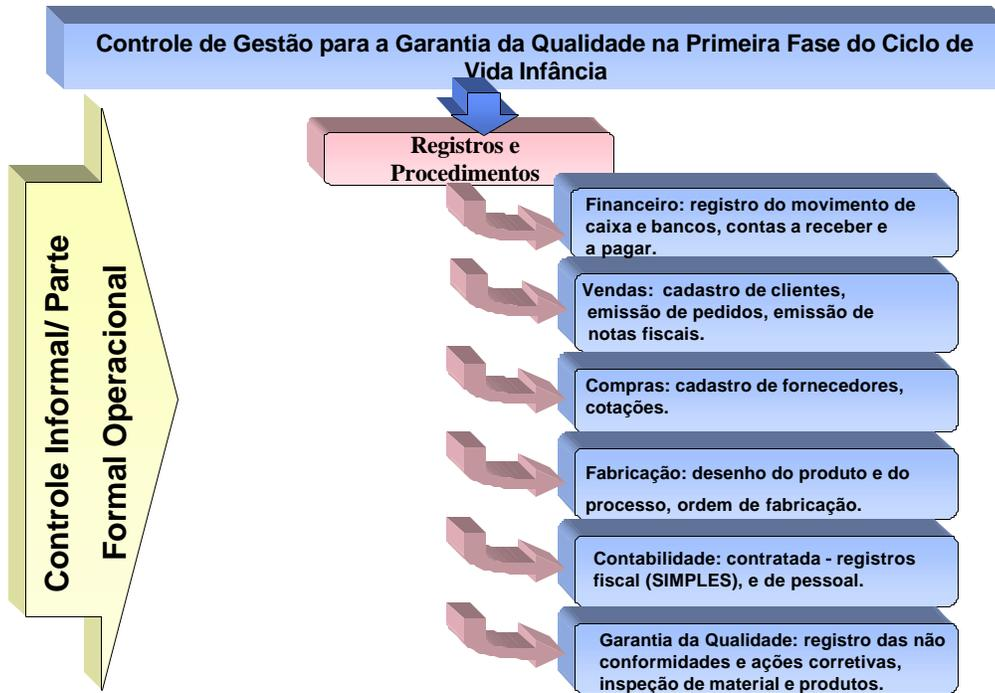 Controle de Gestão para a Garantia da Qualidade na Primeira Fase do Ciclo de
Vida Infância
Registros e
Procedimentos
Controle Informal/ Parte
Formal Operacional
Financeiro: registro do movimento de
caixa e bancos, contas a receber e
a pagar.
Vendas: cadastro de clientes,
emissão de pedidos, emissão de
notas fiscais.
Compras: cadastro de fornecedores,
cotações.
Fabricação: desenho do produto e do
processo, ordem de fabricação.
Contabilidade: contratada - registros
fiscal (SIMPLES), e de pessoal.
Garantia da Qualidade: registro das não
conformidades e ações corretivas,
inspeção de material e produtos.